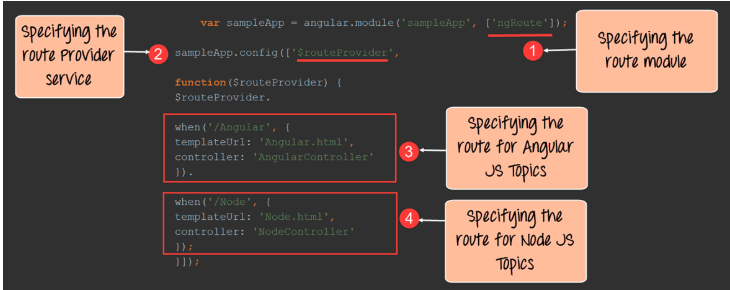 var sampleApp = angular.module('sampleApp', ['ngRoute']);
Specifying the
route Provider
service
2
sampleApp.config(['$routeProvider',
1
Specifying the
route module
function($routeProvider) {
$routeProvider.
when('/Angular', {
templateUrl: 'Angular.html',
controller: 'AngularController'
}).
3
Specifying the
route for Angular
JS Topics
when('/Node', {
templateUrl: 'Node.html',
controller: 'NodeController'
});
}]);
4
Specifying the
route for Node JS
Topics